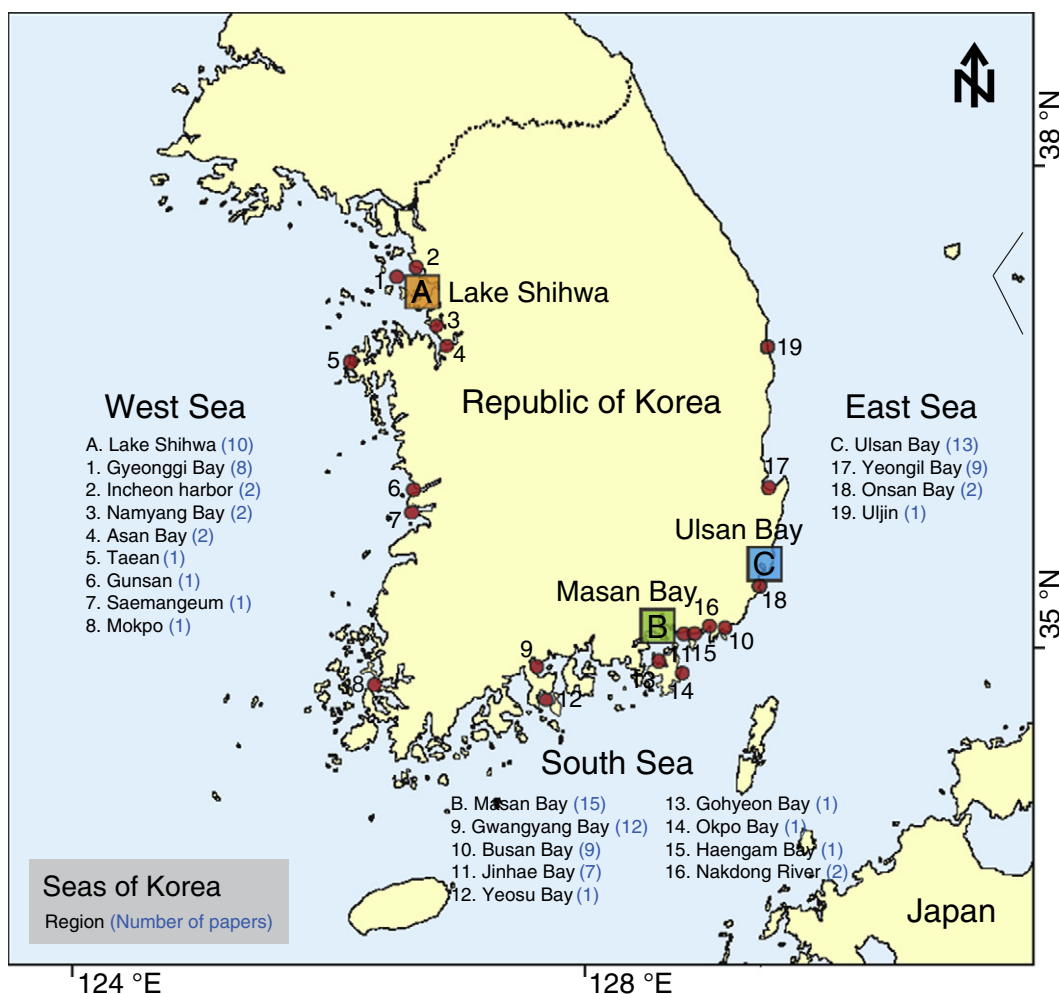 N
38 °N
2
1
A
Lake Shihwa
3
4
5
19
Republic of Korea
West Sea
A. Lake Shihwa (10)
1. Gyeonggi Bay (8)
2. Incheon harbor (2)
3. Namyang Bay (2)
4. Asan Bay (2)
5. Taean (1)
6. Gunsan (1)
7. Saemangeum (1)
8. Mokpo (1)
East Sea
C. Ulsan Bay (13)
17. Yeongil Bay (9)
18. Onsan Bay (2)
19. Uljin (1)
6
7
17
Ulsan Bay
C
18
Masan Bay
B
16
10
15
11
9
13
14
8
12
35 °N
South Sea
B. Masan Bay (15)
9. Gwangyang Bay (12)
10. Busan Bay (9)
11. Jinhae Bay (7)
12. Yeosu Bay (1)
13. Gohyeon Bay (1)
14. Okpo Bay (1)
15. Haengam Bay (1)
16. Nakdong River (2)
Seas of Korea
Region (Number of papers)
Japan
124 °E
128 °E